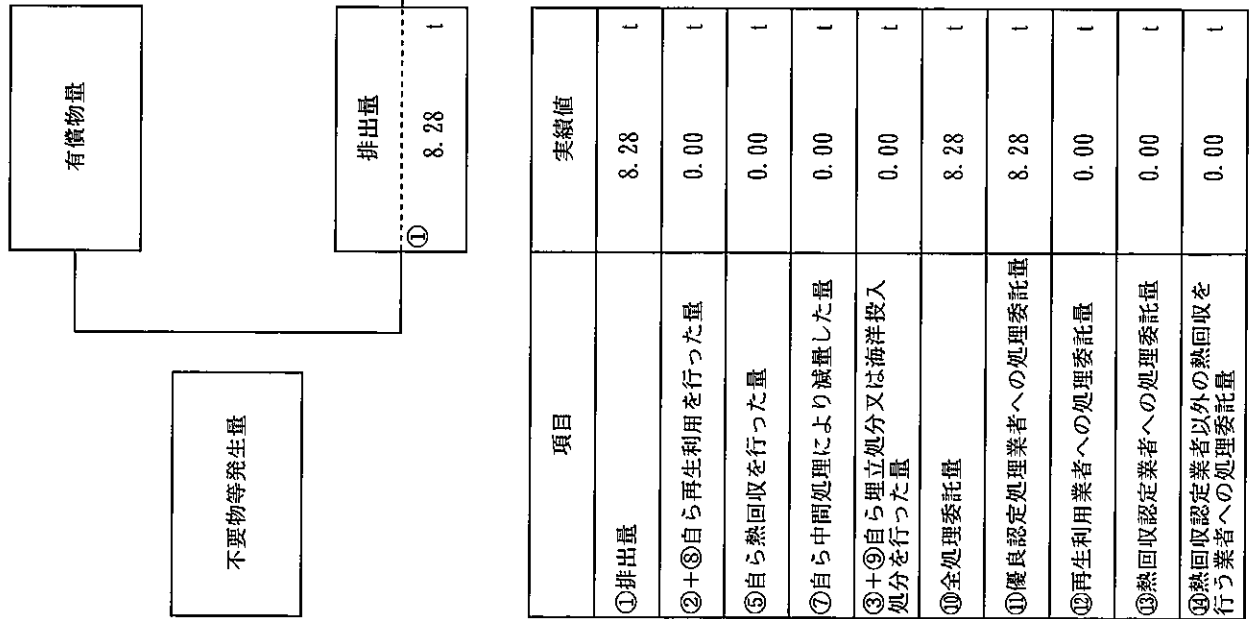 不要物等発生量
有償物量
排出量
① 8.28 t
項目 実績値
①排出量 8.28 t
②+⑧自ら再生利用を行った量 0.00 t
⑤自ら熱回収を行った量 0.00 t
⑦自ら中間処理により減量した量 0.00 t
③+⑨自ら埋立処分又は海洋投入
処分を行った量 0.00 t
⑩全処理委託量 8.28 t
⑪優良認定処理業者への処理委託量 8.28 t
⑫再生利用業者への処理委託量 0.00 t
⑬熱回収認定業者への処理委託量 0.00 t
⑭熱回収認定業者以外の熱回収を
行う業者への処理委託量 0.00 t